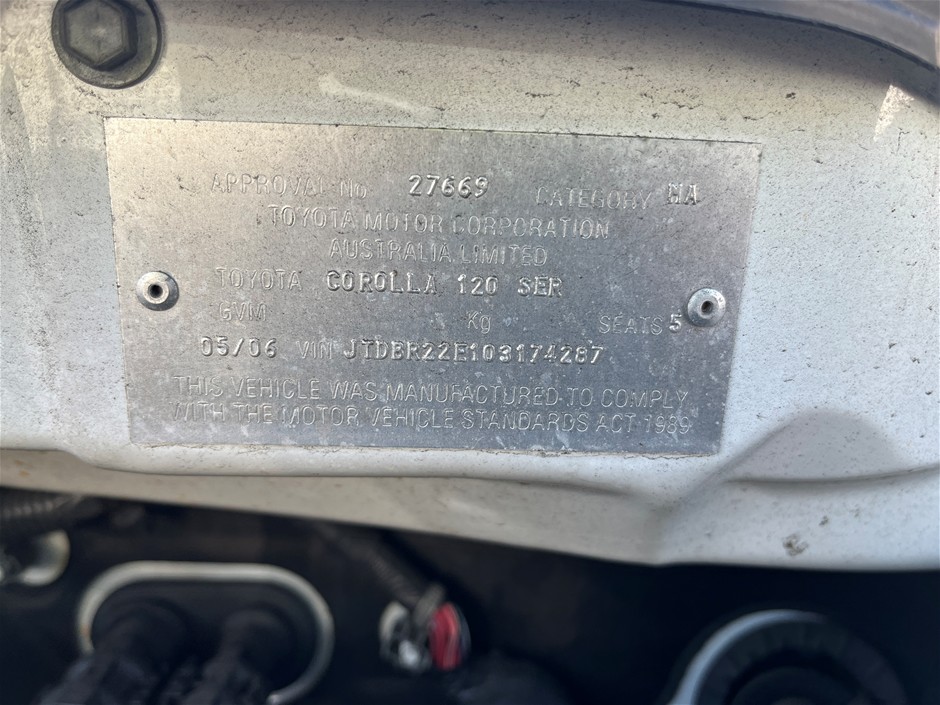 APPROVAL No 27669 CATEGORY MA
TOYOTA MOTOR CORPORATION
AUSTRALIA LIMITED
TOYOTA COROLLA 120 SER
GVM Kg SEATS 5
05/06 VIN JTDBR22E103174287
THIS VEHICLE WAS MANUFACTURED TO COMPLY
WITH THE MOTOR VEHICLE STANDARDS ACT 1989